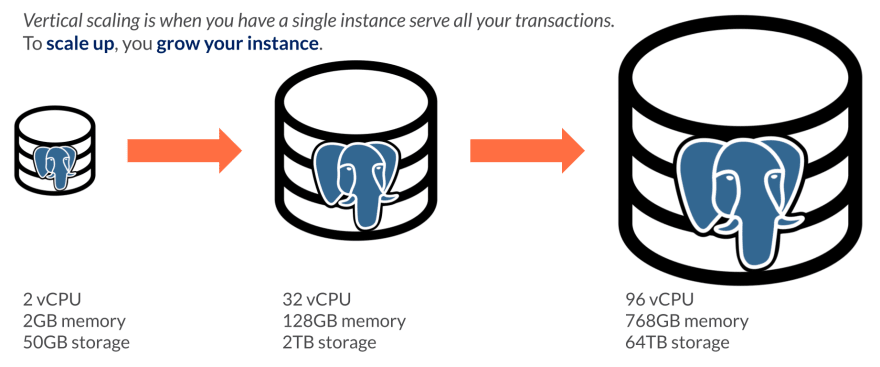 Vertical scaling is when you have a single instance serve all your transactions.
To scale up, you grow your instance.
2 vCPU
2GB memory
50GB storage
32 vCPU
128GB memory
2TB storage
96 vCPU
768GB memory
64TB storage